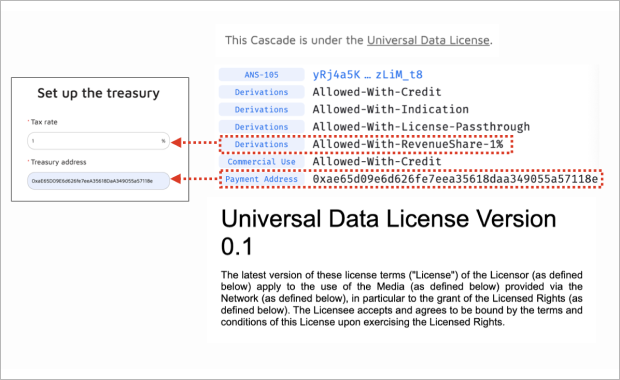 This Cascade is under the Universal Data License.
Set up the treasury
*Tax rate
1 %
*Treasury address
0xaE65D09E6d626fe7eeA35618DaA349055a57118e
ANS-105 yRj4a5K … zLiM_t8
Derivations Allowed-With-Credit
Derivations Allowed-With-Indication
Derivations Allowed-With-License-Passthrough
Derivations Allowed-With-RevenueShare-1%
Commercial Use Allowed-With-Credit
Payment Address 0xae65d09e6d626fe7eea35618daa349055a57118e
Universal Data License Version
0.1
The latest version of these license terms ("License") of the Licensor (as defined
below) apply to the use of the Media (as defined below) provided via the
Network (as defined below), in particular to the grant of the Licensed Rights (as
defined below). The Licensee accepts and agrees to be bound by the terms and
conditions of this License upon exercising the Licensed Rights.